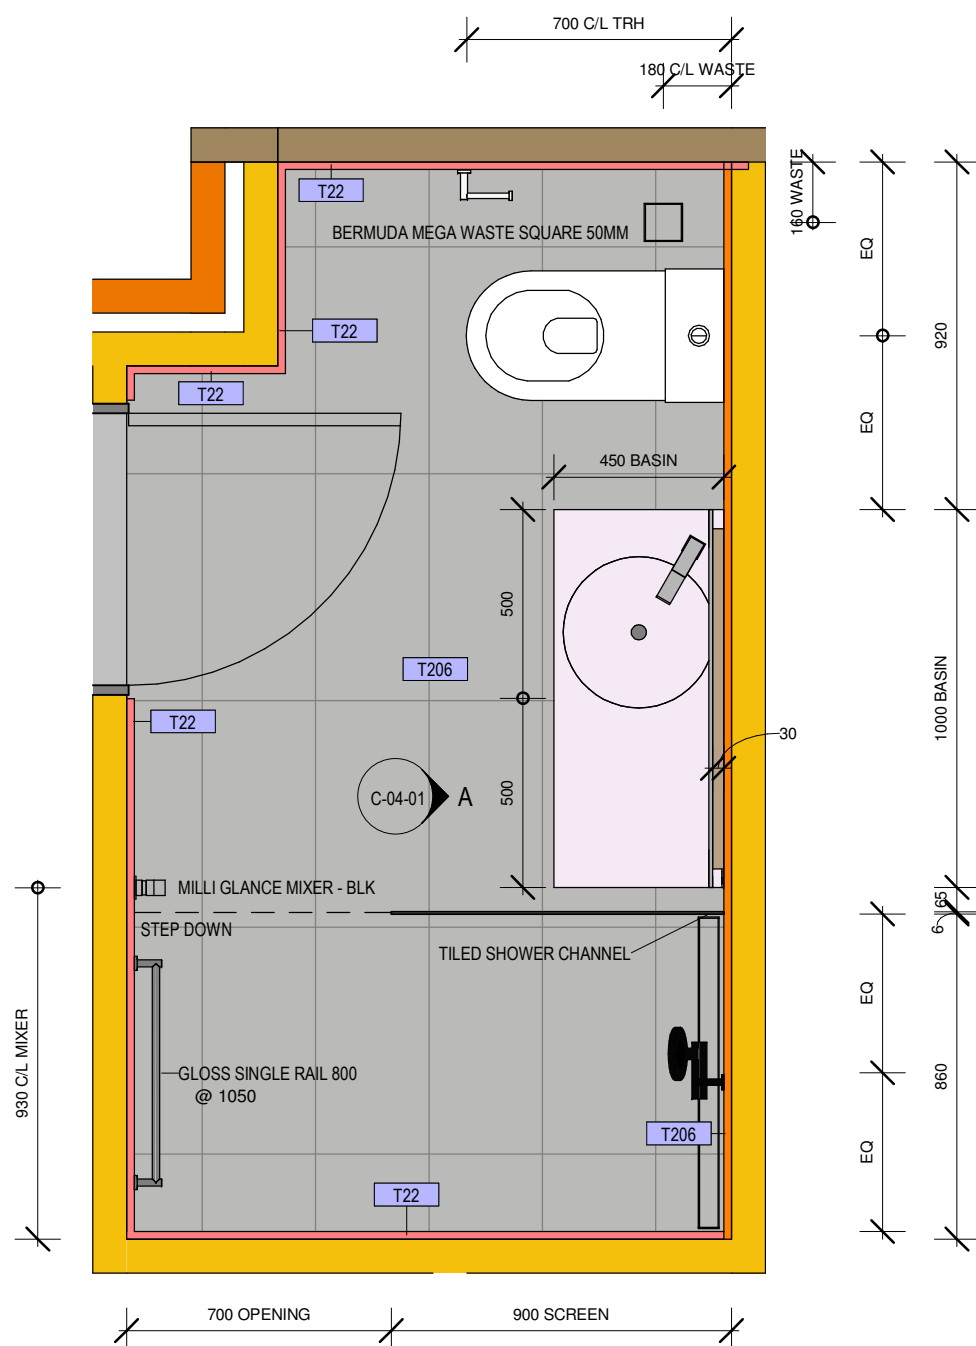 700 C/L TRH
180 C/L WASTE
160 WASTE
T22
BERMUDA MEGA WASTE SQUARE 50MM
EQ
T22
920
T22
EQ
450 BASIN
500
T206
1000 BASIN
T22
30
500
C-04-01
A
MILLI GLANCE MIXER - BLK
65
6
STEP DOWN
TILED SHOWER CHANNEL
EQ
930 C/L MIXER
GLOSS SINGLE RAIL 800
@ 1050
860
T206
EQ
T22
700 OPENING
900 SCREEN